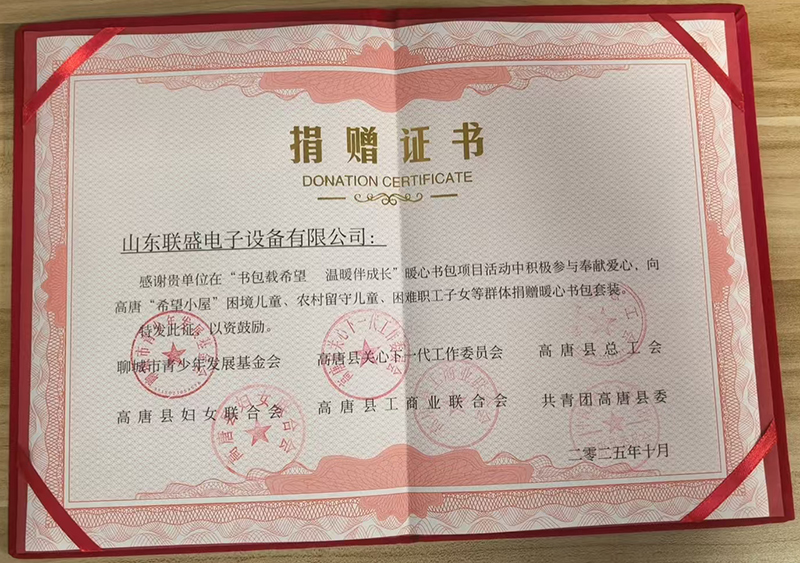 捐赠证书
DONATION CERTIFICATE
山东联盛电子设备有限公司：
感谢贵单位在“书包载希望 温暖伴成长”暖心书包项目活动中积极参与奉献爱心，向
高唐“希望小屋”困境儿童、农村留守儿童、困难职工子女等群体捐赠暖心书包套装。
特发此证，以资鼓励。
聊城市青少年发展基金会 高唐县关心下一代工作委员会 高唐县总工会
高唐县妇女联合会 高唐县工商业联合会 共青团高唐县委
二零二五年十月